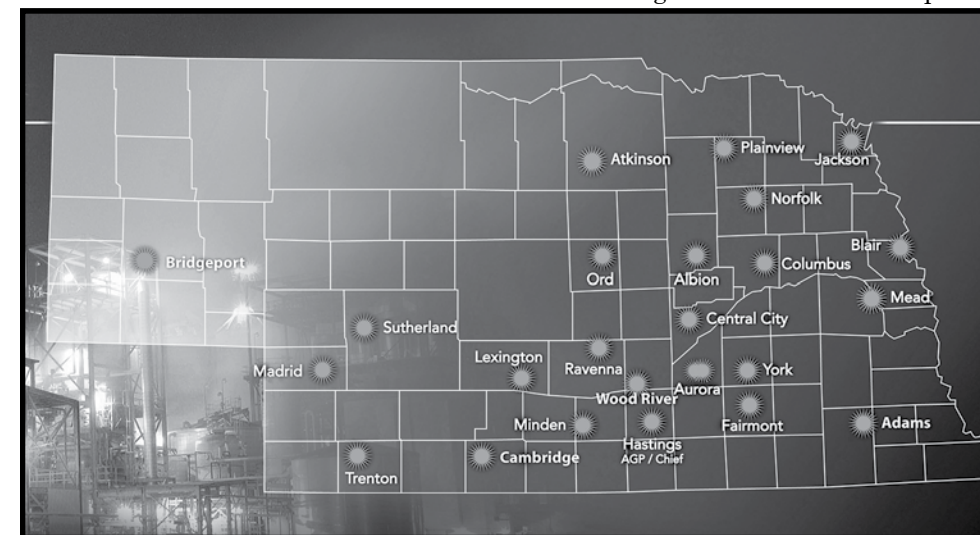 Atkinson
Plainview
Jackson
Norfolk
Bridgeport
Blair
Ord
Albion
Columbus
Mead
Central City
Sutherland
Lexington
Madrid
Ravenna
Aurora
York
Wood River
Minden
Hastings
AGP / Chief
Fairmont
Adams
Cambridge
Trenton